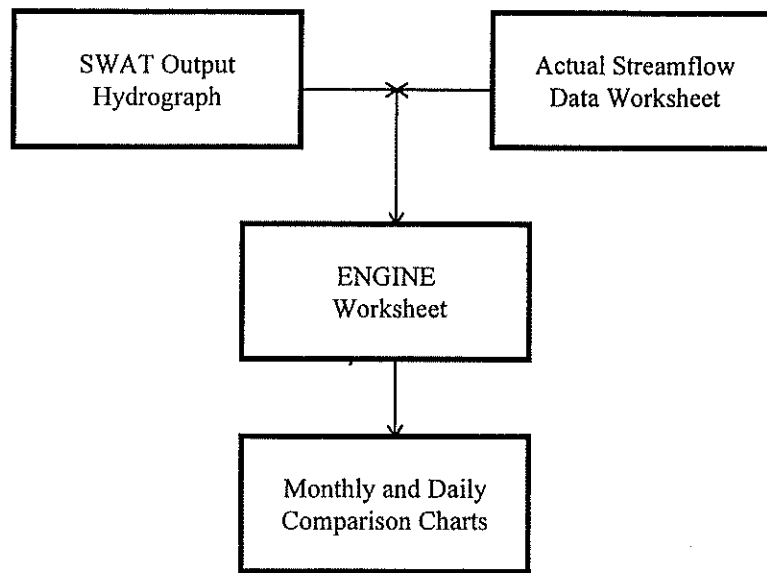 SWAT Output
Hydrograph
Actual Streamflow
Data Worksheet
ENGINE
Worksheet
Monthly and Daily
Comparison Charts